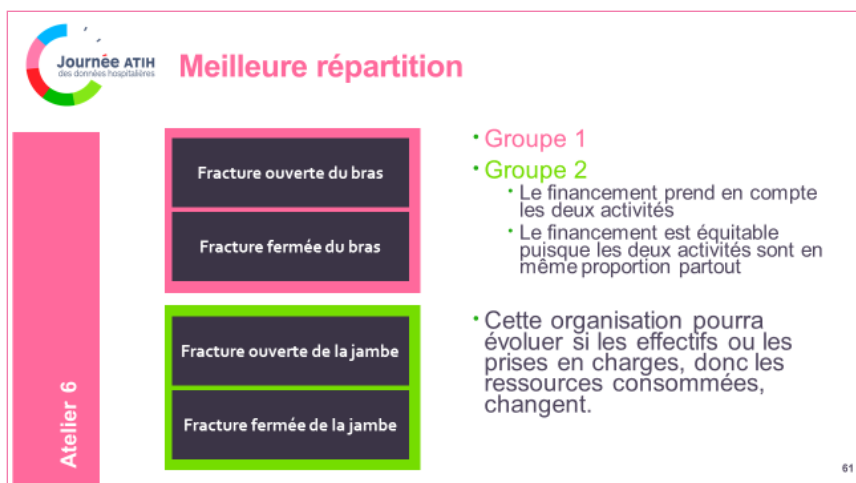 Journée ATIH
des données hospitalières
Meilleure répartition
Fracture ouverte du bras
Fracture fermée du bras
Fracture ouverte de la jambe
Fracture fermée de la jambe
• Groupe 1
• Groupe 2
• Le financement prend en compte
les deux activités
• Le financement est équitable
puisque les deux activités sont en
même proportion partout
• Cette organisation pourra
évoluer si les effectifs ou les
prises en charges, donc les
ressources consommées,
changent.
Atelier 6
61